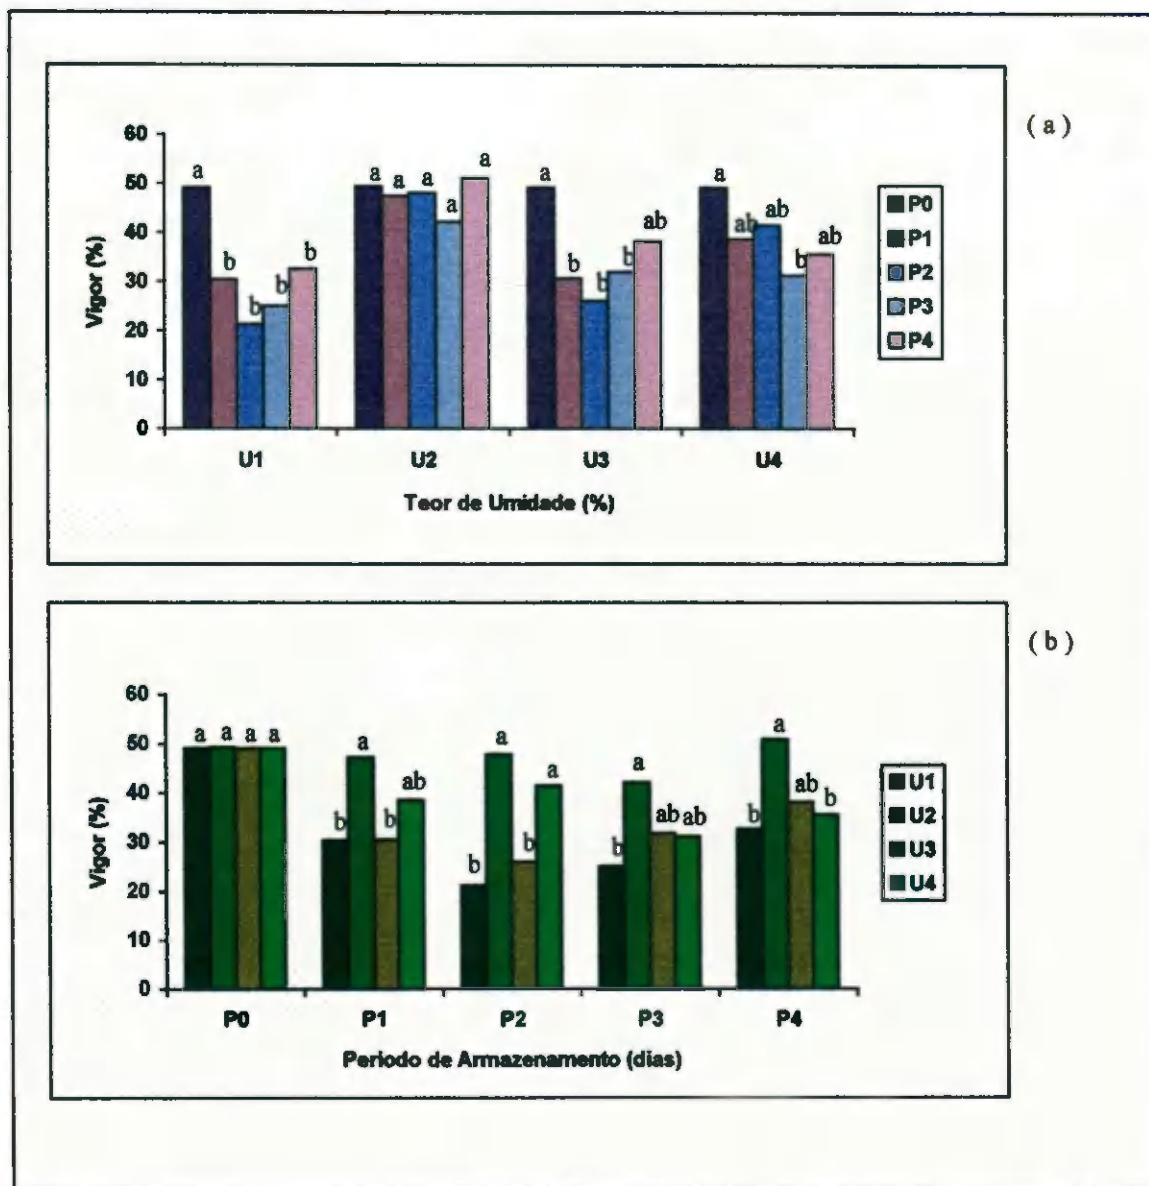 (a)
60
50
40
30
20
10
0
Vigor (%)
a b b b b
a a a a a
a b b b ab
a ab ab b ab
U1 U2 U3 U4
Teor de Umidade (%)
P0
P1
P2
P3
P4
(b)
60
50
40
30
20
10
0
Vigor (%)
a a a a
b a b ab
b a b a
b a ab ab
b a ab b
P0 P1 P2 P3 P4
Periodo de Armazenamento (dias)
U1
U2
U3
U4